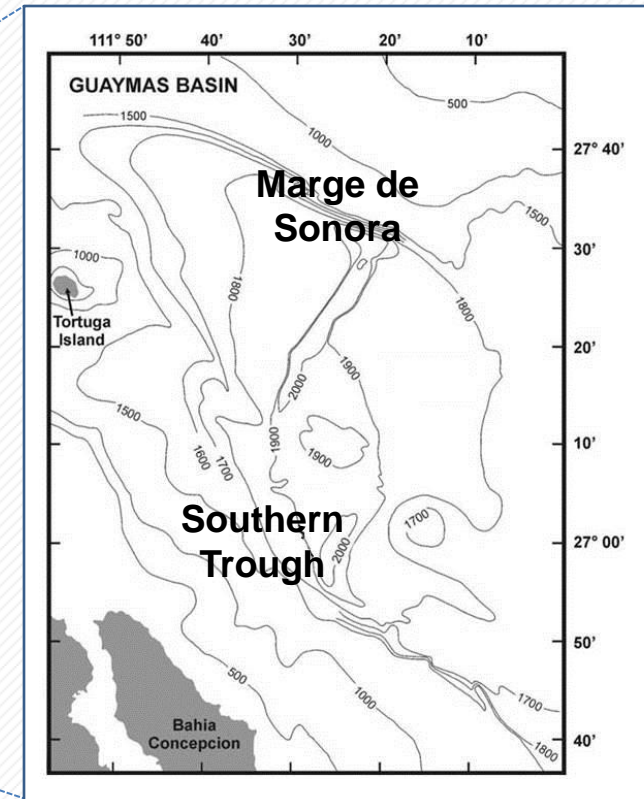 111° 50’ 40’ 30’ 20’ 10’
GUAYMAS BASIN
500
1500
1000
27° 40’
Marge de
Sonora
1500
30’
1000
1800
1800
Tortuga
Island
20’
1900
2000
1500
10’
1900
1600
1700
1900
Southern
Trough
1700
27° 00’
2000
50’
500
1000
1700
Bahia
Concepcion
1800
40’